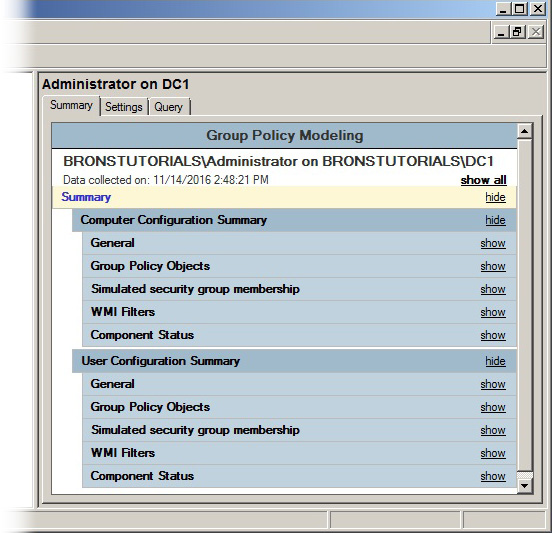 Administrator on DC1
Summary Settings Query
Group Policy Modeling
BRONSTUTORIALS\Administrator on BRONSTUTORIALS\DC1
Data collected on: 11/14/2016 2:48:21 PM show all
Summary hide
Computer Configuration Summary hide
General show
Group Policy Objects show
Simulated security group membership show
WMI Filters show
Component Status show
User Configuration Summary hide
General show
Group Policy Objects show
Simulated security group membership show
WMI Filters show
Component Status show